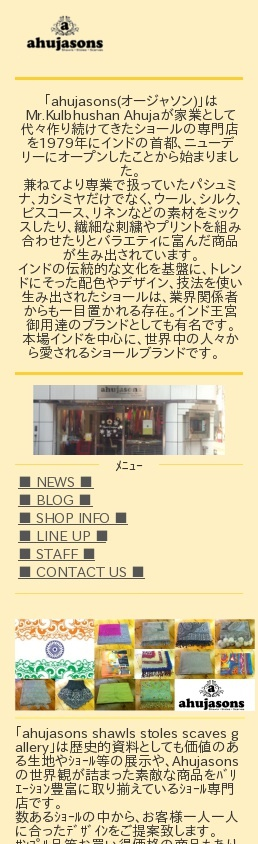 ahujasons
「ahujasons(オージャソン)」は
Mr.Kulbhushan Ahujaが家業として
代々作り続けてきたショールの専門店
を1979年にインドの首都、ニューデ
リーにオープンしたことから始まりまし
た。
兼ねてより専業で扱っていたパシュミ
ナ、カシミヤだけでなく、ウール、シルク、
ビスコース、リネンなどの素材をミック
スしたり、繊細な刺繍やプリントを組み
合わせたりとバラエティに富んだ商品
が生み出されています。
インドの伝統的な文化を基盤に、トレン
ドにそった配色やデザイン、技法を使い
生み出されたショールは、業界関係者
からも一目置かれる存在。インド王宮
御用達のブランドとしても有名です。
本場インドを中心に、世界中の人々か
ら愛されるショールブランドです。
ahujasons
ﾒﾆｭｰ
■ NEWS ■
■ BLOG ■
■ SHOP INFO ■
■ LINE UP ■
■ STAFF ■
■ CONTACT US ■
ahujasons
「ahujasons shawls stoles scaves g
allery」は歴史的資料としても価値のあ
る生地やｼｮｰﾙ等の展示や、Ahujasons
の世界観が詰まった素敵な商品をﾊﾞﾘ
ｴｰｼｮﾝ豊富に取り揃えているｼｮｰﾙ専門
店です。
数あるｼｮｰﾙの中から、お客様一人一人
に合ったﾃﾞｻﾞｲﾝをご提案致します。
ｻﾝﾌﾟﾙ品等お買い得価格の商品もあり